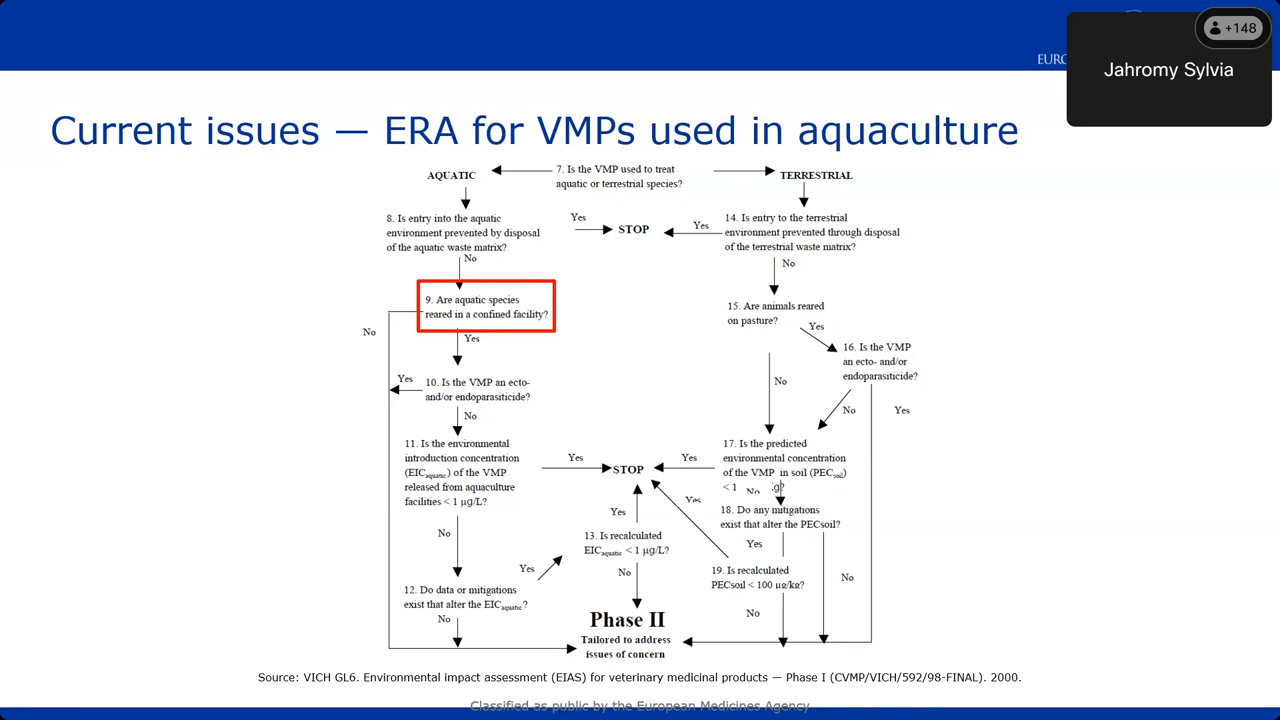 +148
EURO
Jahromy Sylvia
Current issues — ERA for VMPs used in aquaculture
AQUATIC
7. Is the VMP used to treat
aquatic or terrestrial species?
TERRESTRIAL
8. Is entry into the aquatic
environment prevented by disposal
of the aquatic waste matrix?
Yes
STOP
Yes
14. Is entry to the terrestrial
environment prevented through disposal
of the terrestrial waste matrix?
No
No
9. Are aquatic species
reared in a confined facility?
No
Yes
15. Are animals reared
on pasture?
Yes
16. Is the VMP
an ecto- and/or
endoparasiticide?
Yes
10. Is the VMP an ecto-
and/or endoparasiticide?
No
No
No
Yes
11. Is the environmental
introduction concentration
(EICaquatic) of the VMP
released from aquaculture
facilities < 1 µg/L?
Yes
STOP
Yes
17. Is the predicted
environmental concentration
of the VMP in soil (PECsoil)
< 1
No
Yes
18. Do any mitigations
exist that alter the PECsoil?
Yes
No
13. Is recalculated
EICaquatic < 1 µg/L?
Yes
No
19. Is recalculated
PECsoil < 100 µg/kg?
No
No
Yes
12. Do data or mitigations
exist that alter the EICaquatic?
No
Phase II
Tailored to address
issues of concern
Source: VICH GL6. Environmental impact assessment (EIAS) for veterinary medicinal products — Phase I (CVMP/VICH/592/98-FINAL). 2000.
Classified as public by the European Medicines Agency